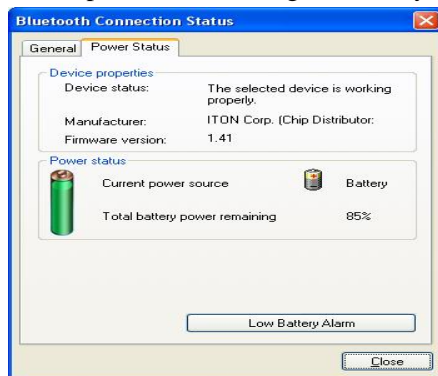 Bluetooth Connection Status
General Power Status
Device properties
Device status: The selected device is working properly.
Manufacturer: ITON Corp. (Chip Distributor:
Firmware version: 1.41
Power status
Current power source Battery
Total battery power remaining 85%
Low Battery Alarm
Close